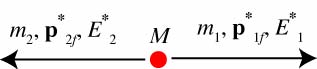 m₂, p*₂f, E*₂ M m₁, p*₁f, E*₁